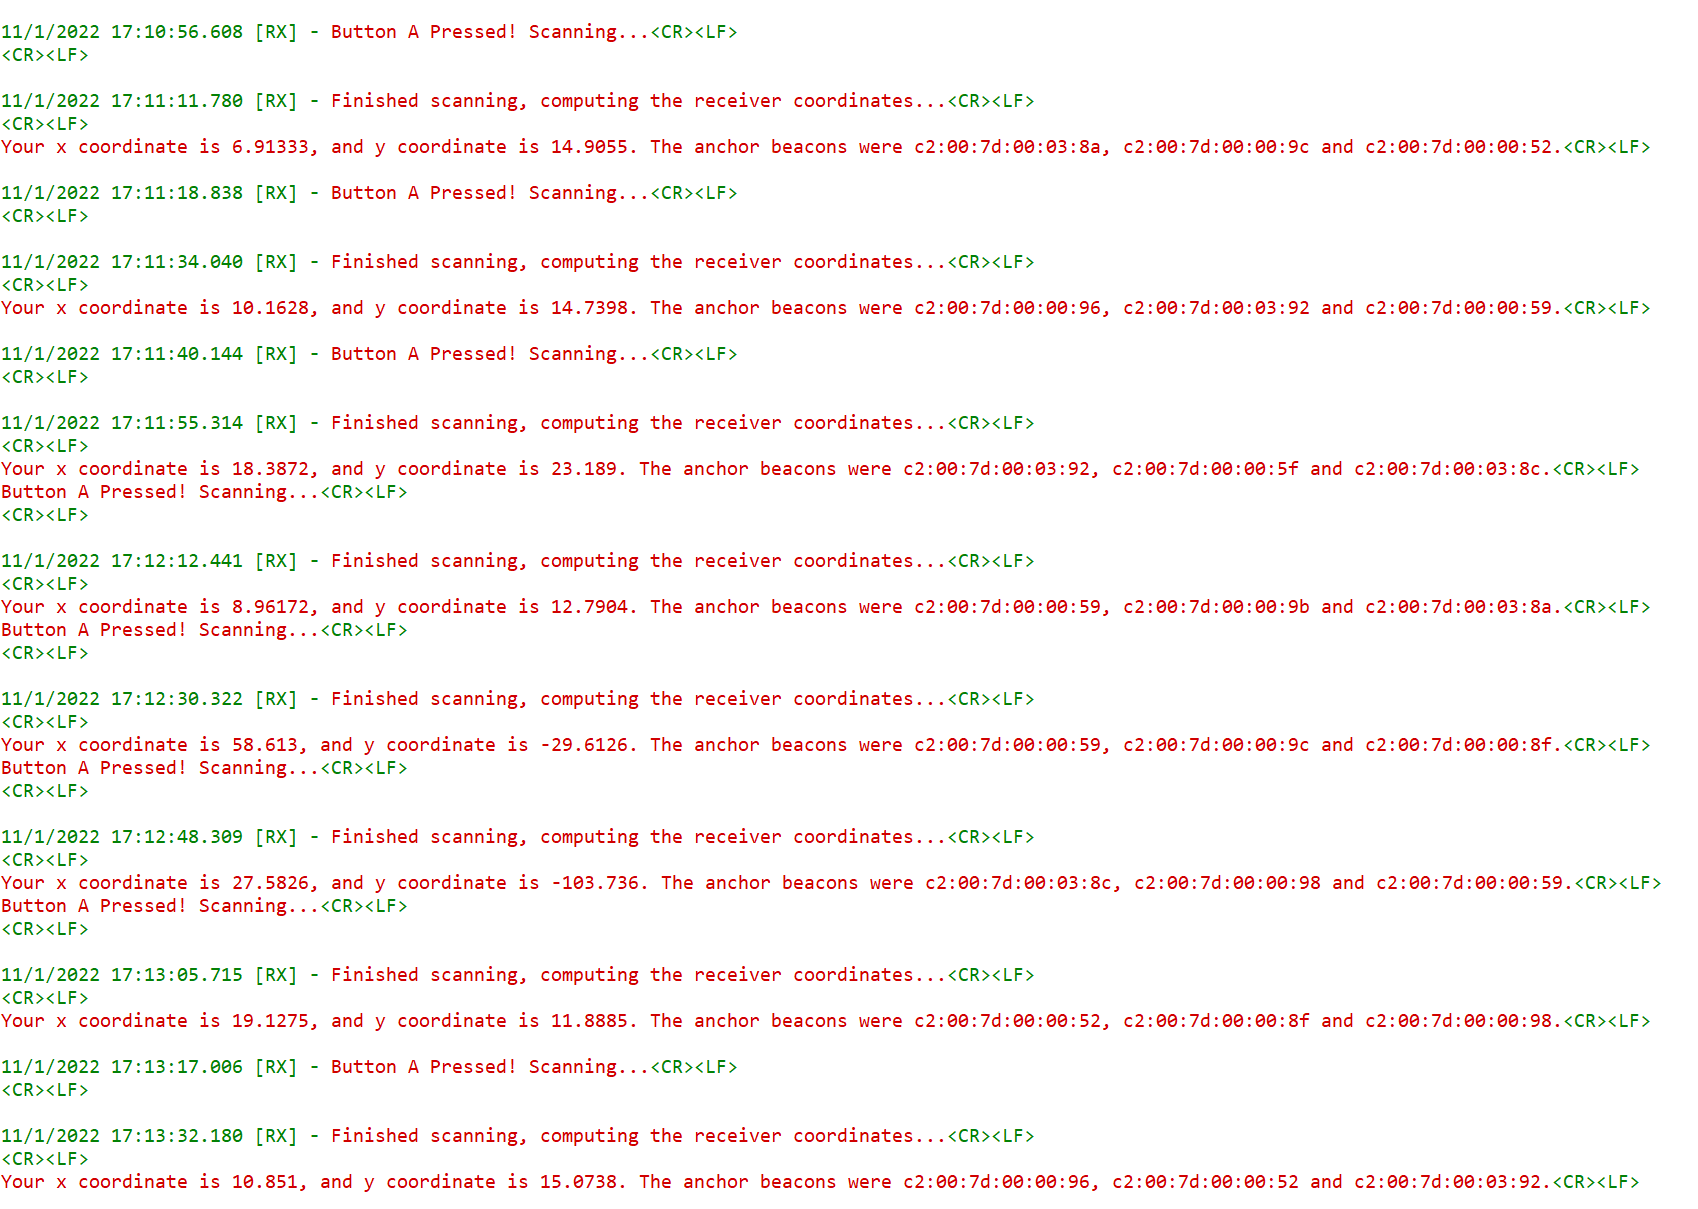 11/1/2022 17:10:56.608 [RX] - Button A Pressed! Scanning...<CR><LF>
<CR><LF>
11/1/2022 17:11:11.780 [RX] - Finished scanning, computing the receiver coordinates...<CR><LF>
<CR><LF>
Your x coordinate is 6.91333, and y coordinate is 14.9055. The anchor beacons were c2:00:7d:00:03:8a, c2:00:7d:00:00:9c and c2:00:7d:00:00:52.<CR><LF>
11/1/2022 17:11:18.838 [RX] - Button A Pressed! Scanning...<CR><LF>
<CR><LF>
11/1/2022 17:11:34.040 [RX] - Finished scanning, computing the receiver coordinates...<CR><LF>
<CR><LF>
Your x coordinate is 10.1628, and y coordinate is 14.7398. The anchor beacons were c2:00:7d:00:00:96, c2:00:7d:00:03:92 and c2:00:7d:00:00:59.<CR><LF>
11/1/2022 17:11:40.144 [RX] - Button A Pressed! Scanning...<CR><LF>
<CR><LF>
11/1/2022 17:11:55.314 [RX] - Finished scanning, computing the receiver coordinates...<CR><LF>
<CR><LF>
Your x coordinate is 18.3872, and y coordinate is 23.189. The anchor beacons were c2:00:7d:00:03:92, c2:00:7d:00:00:5f and c2:00:7d:00:03:8c.<CR><LF>
Button A Pressed! Scanning...<CR><LF>
<CR><LF>
11/1/2022 17:12:12.441 [RX] - Finished scanning, computing the receiver coordinates...<CR><LF>
<CR><LF>
Your x coordinate is 8.96172, and y coordinate is 12.7904. The anchor beacons were c2:00:7d:00:00:59, c2:00:7d:00:00:9b and c2:00:7d:00:03:8a.<CR><LF>
Button A Pressed! Scanning...<CR><LF>
<CR><LF>
11/1/2022 17:12:30.322 [RX] - Finished scanning, computing the receiver coordinates...<CR><LF>
<CR><LF>
Your x coordinate is 58.613, and y coordinate is -29.6126. The anchor beacons were c2:00:7d:00:00:59, c2:00:7d:00:00:9c and c2:00:7d:00:00:8f.<CR><LF>
Button A Pressed! Scanning...<CR><LF>
<CR><LF>
11/1/2022 17:12:48.309 [RX] - Finished scanning, computing the receiver coordinates...<CR><LF>
<CR><LF>
Your x coordinate is 27.5826, and y coordinate is -103.736. The anchor beacons were c2:00:7d:00:03:8c, c2:00:7d:00:00:98 and c2:00:7d:00:00:59.<CR><LF>
Button A Pressed! Scanning...<CR><LF>
<CR><LF>
11/1/2022 17:13:05.715 [RX] - Finished scanning, computing the receiver coordinates...<CR><LF>
<CR><LF>
Your x coordinate is 19.1275, and y coordinate is 11.8885. The anchor beacons were c2:00:7d:00:00:52, c2:00:7d:00:00:8f and c2:00:7d:00:00:98.<CR><LF>
11/1/2022 17:13:17.006 [RX] - Button A Pressed! Scanning...<CR><LF>
<CR><LF>
11/1/2022 17:13:32.180 [RX] - Finished scanning, computing the receiver coordinates...<CR><LF>
<CR><LF>
Your x coordinate is 10.851, and y coordinate is 15.0738. The anchor beacons were c2:00:7d:00:00:96, c2:00:7d:00:00:52 and c2:00:7d:00:03:92.<CR><LF>